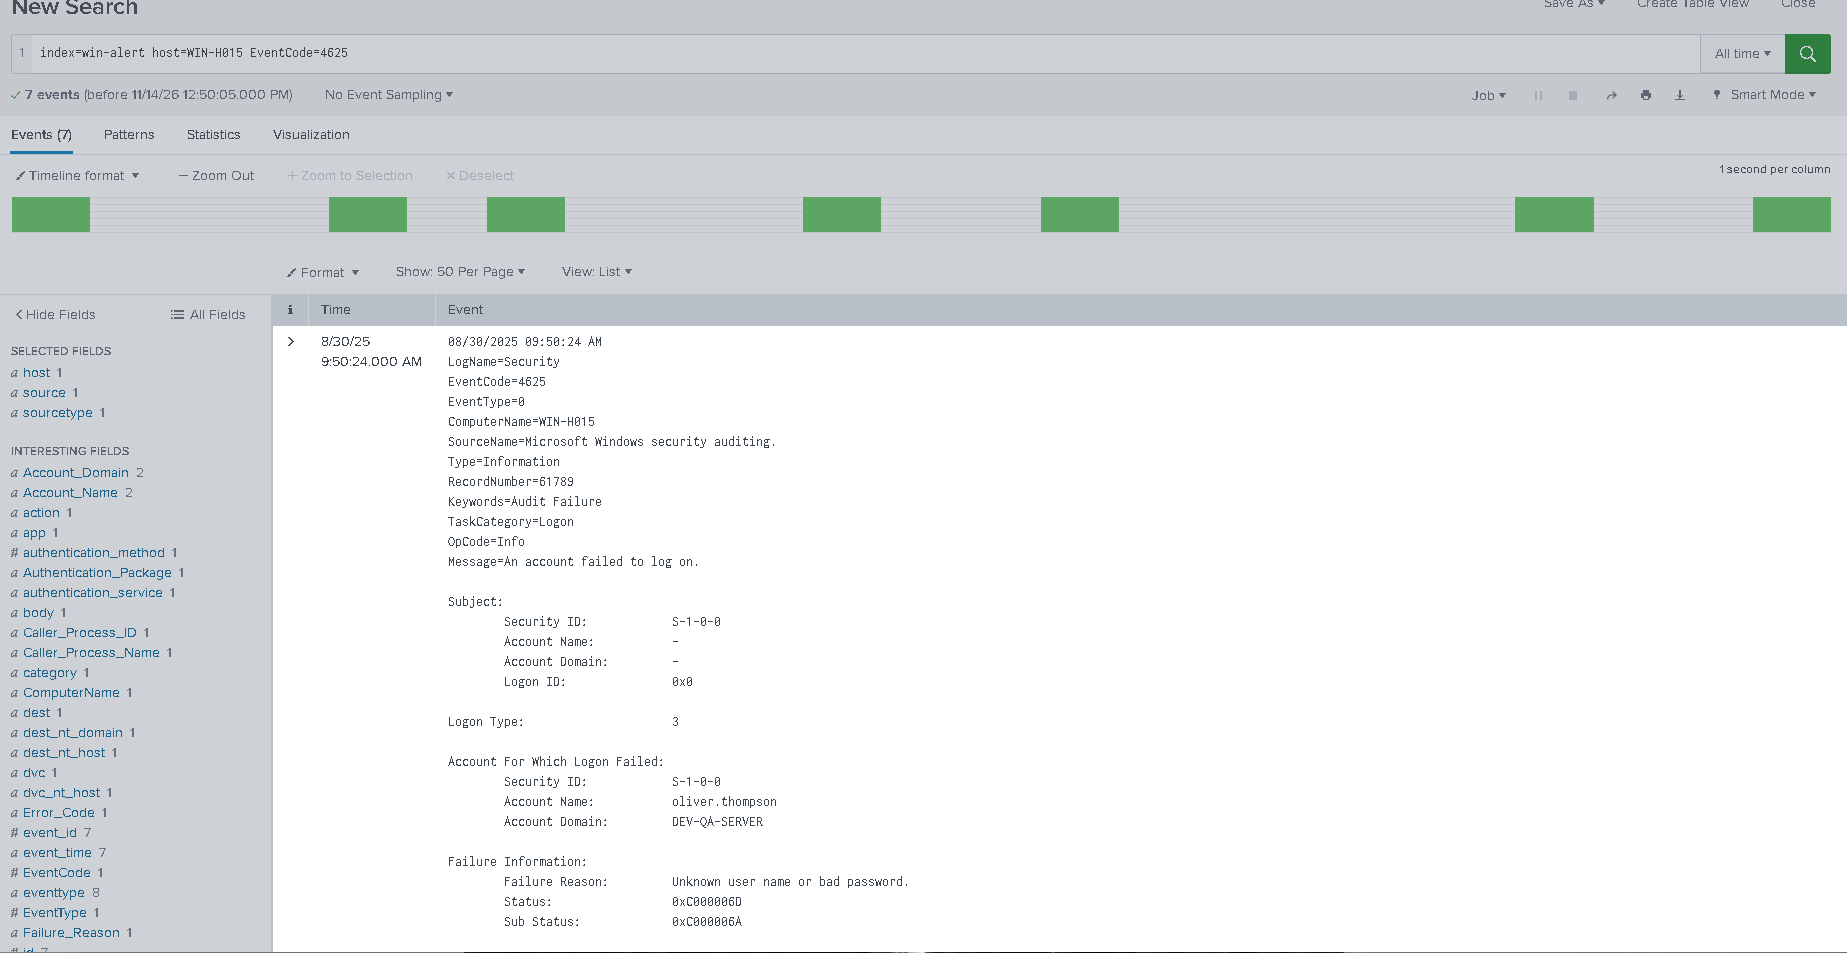 New Search
Save As Create Table View Close
1 index=win-alert host=WIN-H015 EventCode=4625
All time
7 events (before 11/14/26 12:50:05.000 PM) No Event Sampling
Job Smart Mode
Events (7) Patterns Statistics Visualization
Timeline format — Zoom Out + Zoom to Selection × Deselect
1 second per column
Format Show: 50 Per Page View: List
< Hide Fields All Fields
SELECTED FIELDS
a host 1
a source 1
a sourcetype 1
INTERESTING FIELDS
a Account_Domain 2
a Account_Name 2
a action 1
a app 1
# authentication_method 1
a Authentication_Package 1
a authentication_service 1
a body 1
a Caller_Process_ID 1
a Caller_Process_Name 1
a category 1
a ComputerName 1
a dest 1
a dest_nt_domain 1
a dest_nt_host 1
a dvc 1
a dvc_nt_host 1
a Error_Code 1
# event_id 7
a event_time 7
# EventCode 1
a eventtype 8
# EventType 1
a Failure_Reason 1
# id 7
i Time Event
> 8/30/25
9:50:24.000 AM
08/30/2025 09:50:24 AM
LogName=Security
EventCode=4625
EventType=0
ComputerName=WIN-H015
SourceName=Microsoft Windows security auditing.
Type=Information
RecordNumber=61789
Keywords=Audit Failure
TaskCategory=Logon
OpCode=Info
Message=An account failed to log on.
Subject:
Security ID: S-1-0-0
Account Name: -
Account Domain: -
Logon ID: 0x0
Logon Type: 3
Account For Which Logon Failed:
Security ID: S-1-0-0
Account Name: oliver.thompson
Account Domain: DEV-QA-SERVER
Failure Information:
Failure Reason: Unknown user name or bad password.
Status: 0xC000006D
Sub Status: 0xC000006A